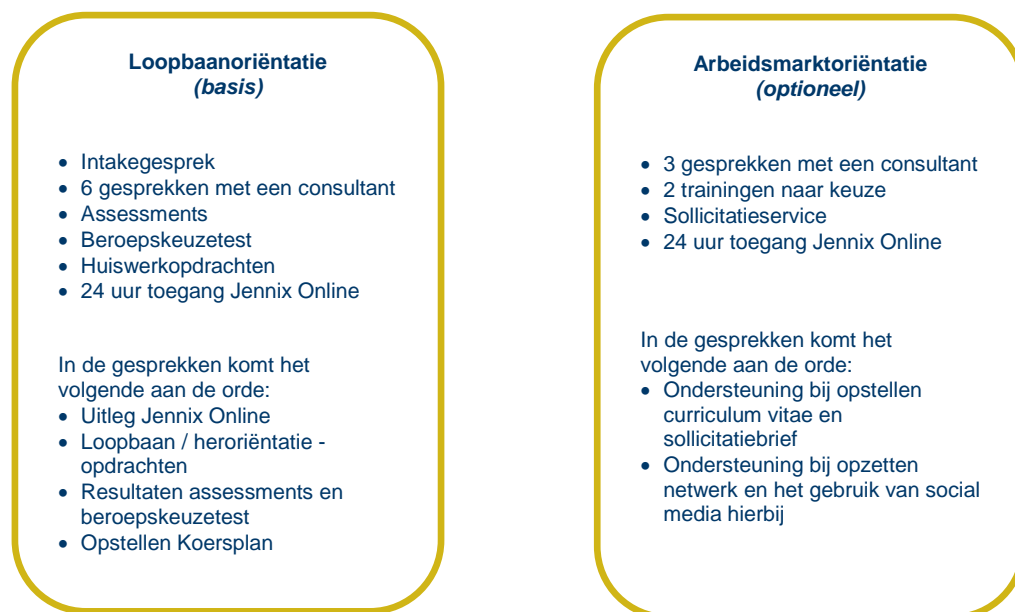 Loopbaanoriëntatie
(basis)
• Intakegesprek
• 6 gesprekken met een consultant
• Assessments
• Beroepskeuzetest
• Huiswerkopdrachten
• 24 uur toegang Jennix Online
In de gesprekken komt het
volgende aan de orde:
• Uitleg Jennix Online
• Loopbaan / heroriëntatie -
opdrachten
• Resultaten assessments en
beroepskeuzetest
• Opstellen Koersplan
Arbeidsmarktoriëntatie
(optioneel)
• 3 gesprekken met een consultant
• 2 trainingen naar keuze
• Sollicitatieservice
• 24 uur toegang Jennix Online
In de gesprekken komt het
volgende aan de orde:
• Ondersteuning bij opstellen
curriculum vitae en
sollicitatiebrief
• Ondersteuning bij opzetten
netwerk en het gebruik van social
media hierbij